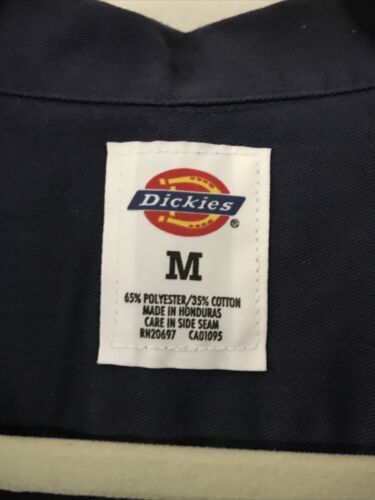 Dickies
®
M
65% POLYESTER/35% COTTON
MADE IN HONDURAS
CARE IN SIDE SEAM
RN20697 CA01095